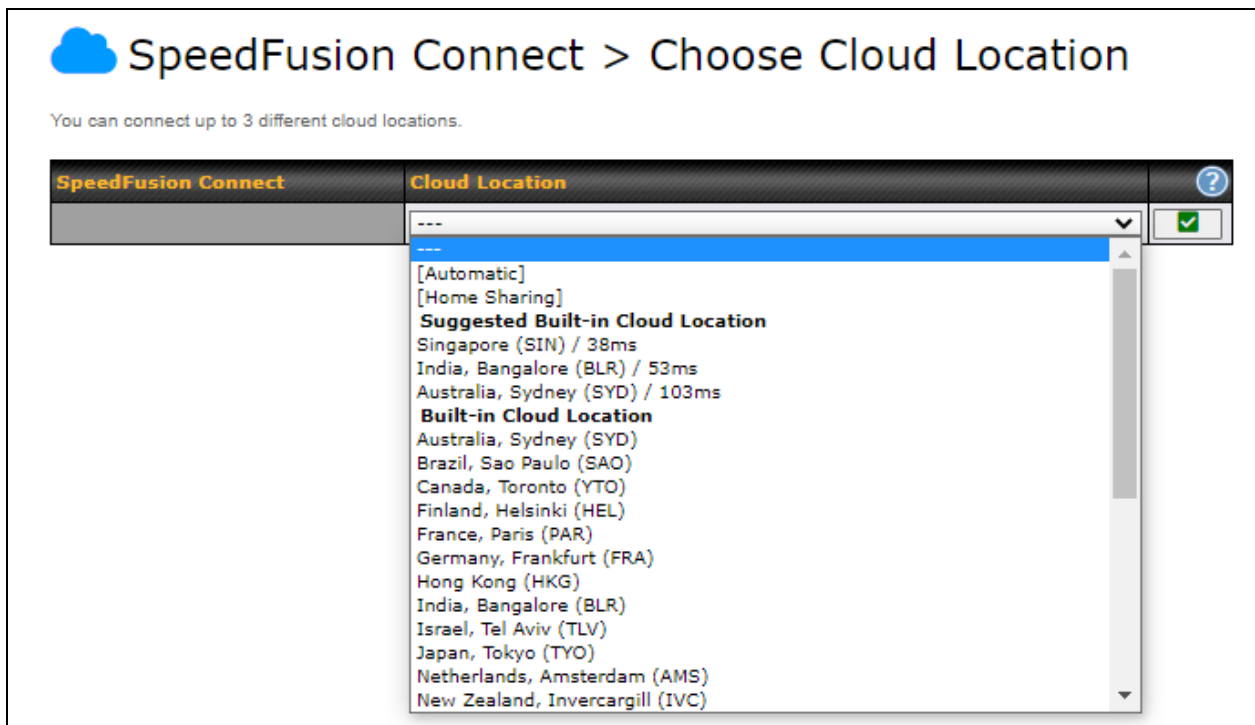 SpeedFusion Connect > Choose Cloud Location
You can connect up to 3 different cloud locations.
SpeedFusion Connect Cloud Location ?
---
---
[Automatic]
[Home Sharing]
Suggested Built-in Cloud Location
Singapore (SIN) / 38ms
India, Bangalore (BLR) / 53ms
Australia, Sydney (SYD) / 103ms
Built-in Cloud Location
Australia, Sydney (SYD)
Brazil, Sao Paulo (SAO)
Canada, Toronto (YTO)
Finland, Helsinki (HEL)
France, Paris (PAR)
Germany, Frankfurt (FRA)
Hong Kong (HKG)
India, Bangalore (BLR)
Israel, Tel Aviv (TLV)
Japan, Tokyo (TYO)
Netherlands, Amsterdam (AMS)
New Zealand, Invercargill (IVC)